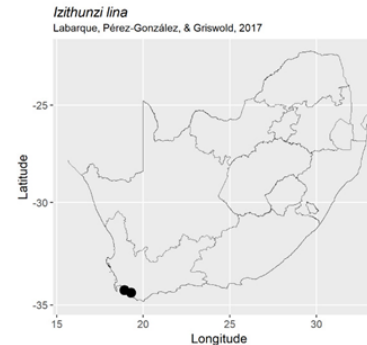 Izithunzi lina
Labarque, Pérez-González, & Griswold, 2017
-25
-30
-35
Latitude
15 20 25 30
Longitude